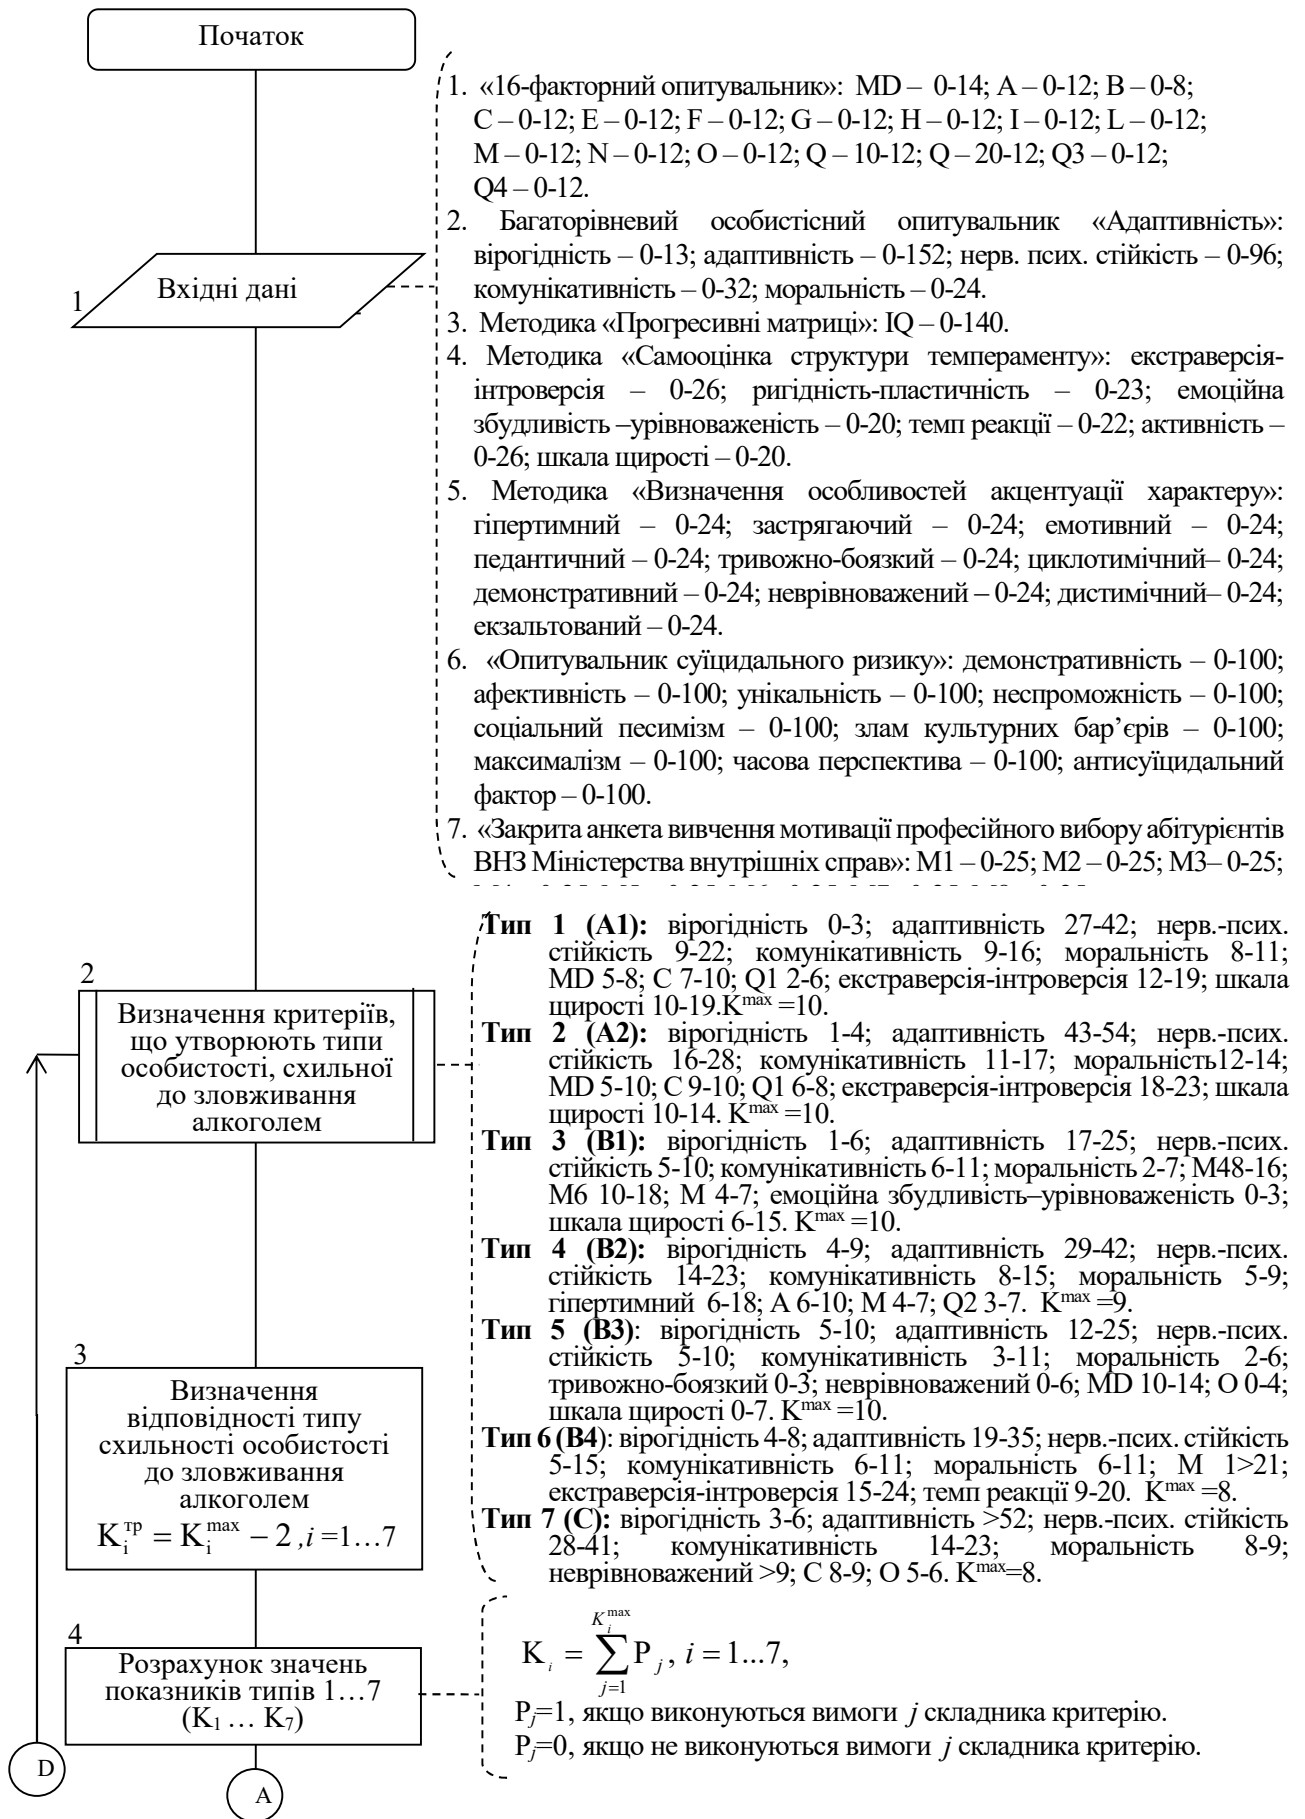 Початок
1. «16-факторний опитувальник»: MD – 0-14; A – 0-12; B – 0-8;
C – 0-12; E – 0-12; F – 0-12; G – 0-12; H – 0-12; I – 0-12; L – 0-12;
M – 0-12; N – 0-12; O – 0-12; Q – 10-12; Q – 20-12; Q3 – 0-12;
Q4 – 0-12.
2. Багаторівневий особистісний опитувальник «Адаптивність»:
вірогідність – 0-13; адаптивність – 0-152; нерв. псих. стійкість – 0-96;
комунікативність – 0-32; моральність – 0-24.
3. Методика «Прогресивні матриці»: IQ – 0-140.
4. Методика «Самооцінка структури темпераменту»: екстраверсія-
інтроверсія – 0-26; ригідність-пластичність – 0-23; емоційна
збудливість –урівноваженість – 0-20; темп реакції – 0-22; активність –
0-26; шкала щирості – 0-20.
5. Методика «Визначення особливостей акцентуації характеру»:
гіпертимний – 0-24; застрягаючий – 0-24; емотивний – 0-24;
педантичний – 0-24; тривожно-боязкий – 0-24; циклотимічний– 0-24;
демонстративний – 0-24; неврівноважений – 0-24; дистимічний– 0-24;
екзальтований – 0-24.
6. «Опитувальник суїцидального ризику»: демонстративність – 0-100;
афективність – 0-100; унікальність – 0-100; неспроможність – 0-100;
соціальний песимізм – 0-100; злам культурних бар’єрів – 0-100;
максималізм – 0-100; часова перспектива – 0-100; антисуїцидальний
фактор – 0-100.
7. «Закрита анкета вивчення мотивації професійного вибору абітурієнтів
ВНЗ Міністерства внутрішніх справ»: М1 – 0-25; М2 – 0-25; М3– 0-25;
1
Вхідні дані
2
Визначення критеріїв,
що утворюють типи
особистості, схильної
до зловживання
алкоголем
Тип 1 (А1): вірогідність 0-3; адаптивність 27-42; нерв.-псих.
стійкість 9-22; комунікативність 9-16; моральність 8-11;
MD 5-8; C 7-10; Q1 2-6; екстраверсія-інтроверсія 12-19; шкала
щирості 10-19.K^max =10.
Тип 2 (А2): вірогідність 1-4; адаптивність 43-54; нерв.-псих.
стійкість 16-28; комунікативність 11-17; моральність12-14;
MD 5-10; C 9-10; Q1 6-8; екстраверсія-інтроверсія 18-23; шкала
щирості 10-14. K^max =10.
Тип 3 (В1): вірогідність 1-6; адаптивність 17-25; нерв.-псих.
стійкість 5-10; комунікативність 6-11; моральність 2-7; М48-16;
М6 10-18; М 4-7; емоційна збудливість–урівноваженість 0-3;
шкала щирості 6-15. K^max =10.
Тип 4 (В2): вірогідність 4-9; адаптивність 29-42; нерв.-псих.
стійкість 14-23; комунікативність 8-15; моральність 5-9;
гіпертимний 6-18; А 6-10; М 4-7; Q2 3-7. K^max =9.
Тип 5 (В3): вірогідність 5-10; адаптивність 12-25; нерв.-псих.
стійкість 5-10; комунікативність 3-11; моральність 2-6;
тривожно-боязкий 0-3; неврівноважений 0-6; MD 10-14; О 0-4;
шкала щирості 0-7. K^max =10.
Тип 6 (В4): вірогідність 4-8; адаптивність 19-35; нерв.-псих. стійкість
5-15; комунікативність 6-11; моральність 6-11; М 1>21;
екстраверсія-інтроверсія 15-24; темп реакції 9-20. K^max =8.
Тип 7 (С): вірогідність 3-6; адаптивність >52; нерв.-псих. стійкість
28-41; комунікативність 14-23; моральність 8-9;
неврівноважений >9; С 8-9; О 5-6. K^max=8.
3
Визначення
відповідності типу
схильності особистості
до зловживання
алкоголем
K_i^тр = K_i^max − 2 ,i =1…7
4
Розрахунок значень
показників типів 1…7
(K₁ … K₇)
K_i = ∑_{j=1}^{K_i^max} P_j, i = 1...7,
P_j=1, якщо виконуються вимоги j складника критерію.
P_j=0, якщо не виконуються вимоги j складника критерію.
D
A